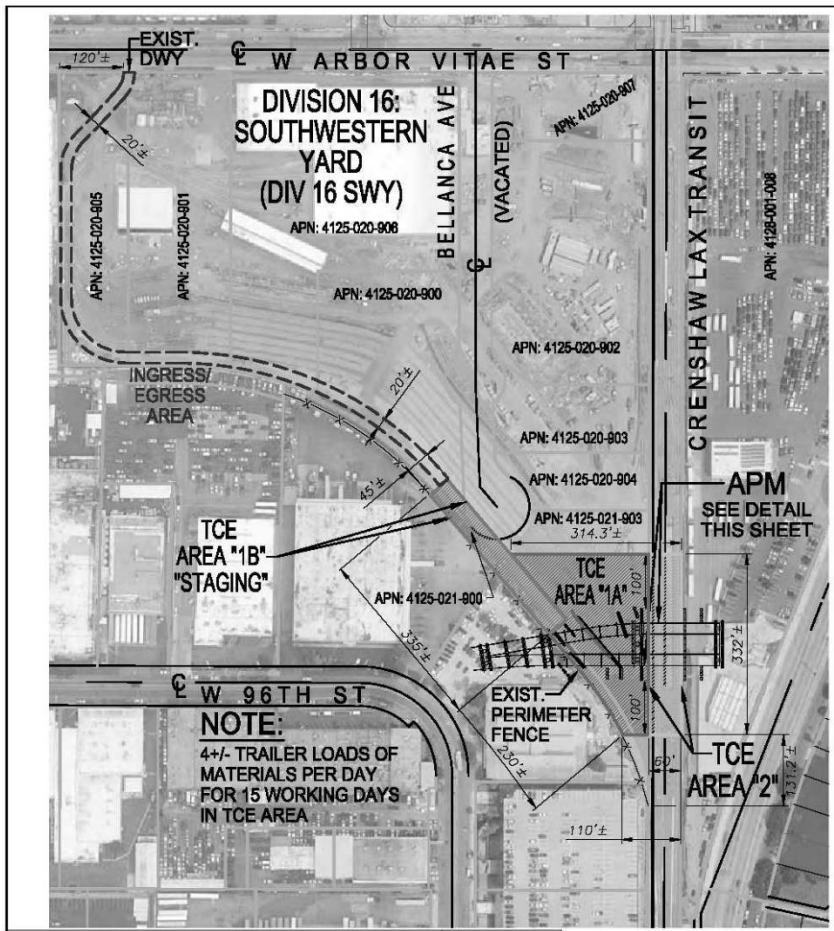 EXIST.
DWY
120'±
℄ W ARBOR VITAE ST
20'±
DIVISION 16:
SOUTHWESTERN
YARD
(DIV 16 SWY)
APN: 4125-020-906
BELLANCA AVE
(VACATED)
℄
APN: 4125-020-907
CRENSHAW LAX TRANSIT
APN: 4128-001-008
APN: 4125-020-905
APN: 4125-020-901
APN: 4125-020-900
APN: 4125-020-902
INGRESS/
EGRESS
AREA
20'±
45'±
APN: 4125-020-903
APN: 4125-020-904
APN: 4125-021-903
314.3'±
APM
SEE DETAIL
THIS SHEET
TCE
AREA "1B"
"STAGING"
TCE
AREA "1A"
100'
100'
332'±
APN: 4125-021-900
335'±
℄ W 96TH ST
EXIST.
PERIMETER
FENCE
NOTE:
4+/- TRAILER LOADS OF
MATERIALS PER DAY
FOR 15 WORKING DAYS
IN TCE AREA
230'±
TCE
AREA "2"
60'
131.2'±
110'±